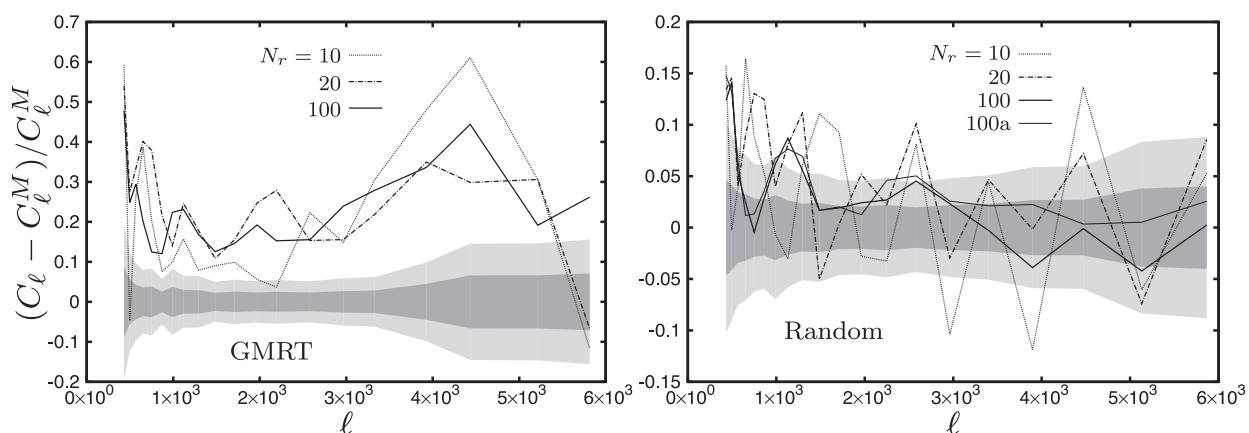 (C_ℓ − C_ℓ^M)/C_ℓ^M
0.7
0.6
0.5
0.4
0.3
0.2
0.1
0
-0.1
-0.2
N_r = 10
20
100
GMRT
0×10⁰ 1×10³ 2×10³ 3×10³ 4×10³ 5×10³ 6×10³
ℓ
0.2
0.15
0.1
0.05
0
-0.05
-0.1
-0.15
N_r = 10
20
100
100a
Random
0×10⁰ 1×10³ 2×10³ 3×10³ 4×10³ 5×10³ 6×10³
ℓ